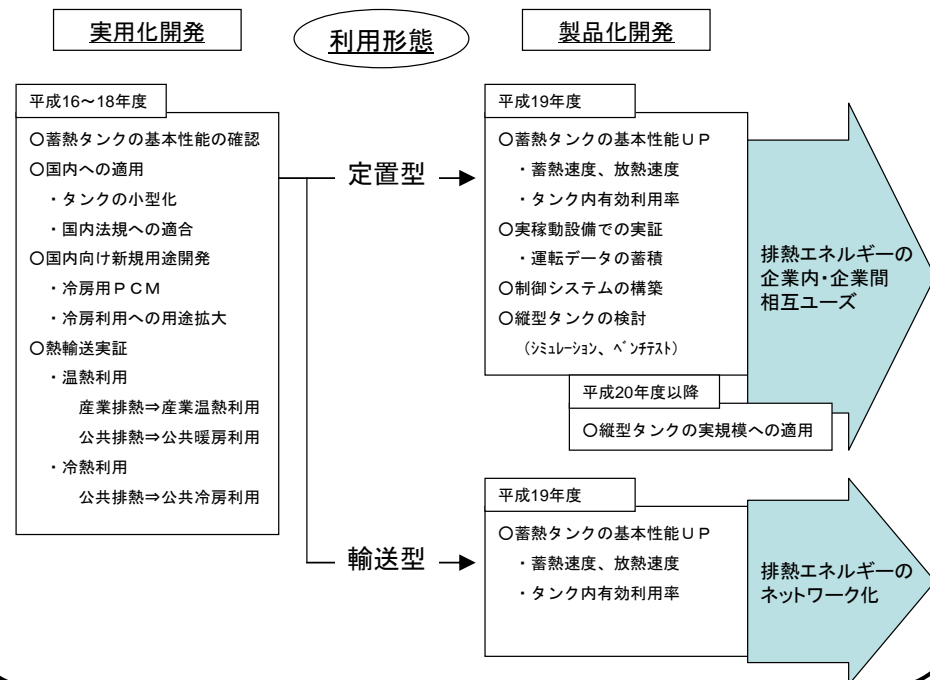 実用化開発
利用形態
製品化開発
平成16～18年度
○蓄熱タンクの基本性能の確認
○国内への適用
・タンクの小型化
・国内法規への適合
○国内向け新規用途開発
・冷房用ＰＣＭ
・冷房利用への用途拡大
○熱輸送実証
・温熱利用
産業排熱⇒産業温熱利用
公共排熱⇒公共暖房利用
・冷熱利用
公共排熱⇒公共冷房利用
定置型
平成19年度
○蓄熱タンクの基本性能ＵＰ
・蓄熱速度、放熱速度
・タンク内有効利用率
○実稼動設備での実証
・運転データの蓄積
○制御システムの構築
○縦型タンクの検討
（ｼﾐｭﾚｰｼｮﾝ、ﾍﾞﾝﾁﾃｽﾄ）
平成20年度以降
○縦型タンクの実規模への適用
排熱エネルギーの
企業内・企業間
相互ユーズ
輸送型
平成19年度
○蓄熱タンクの基本性能ＵＰ
・蓄熱速度、放熱速度
・タンク内有効利用率
排熱エネルギーの
ネットワーク化